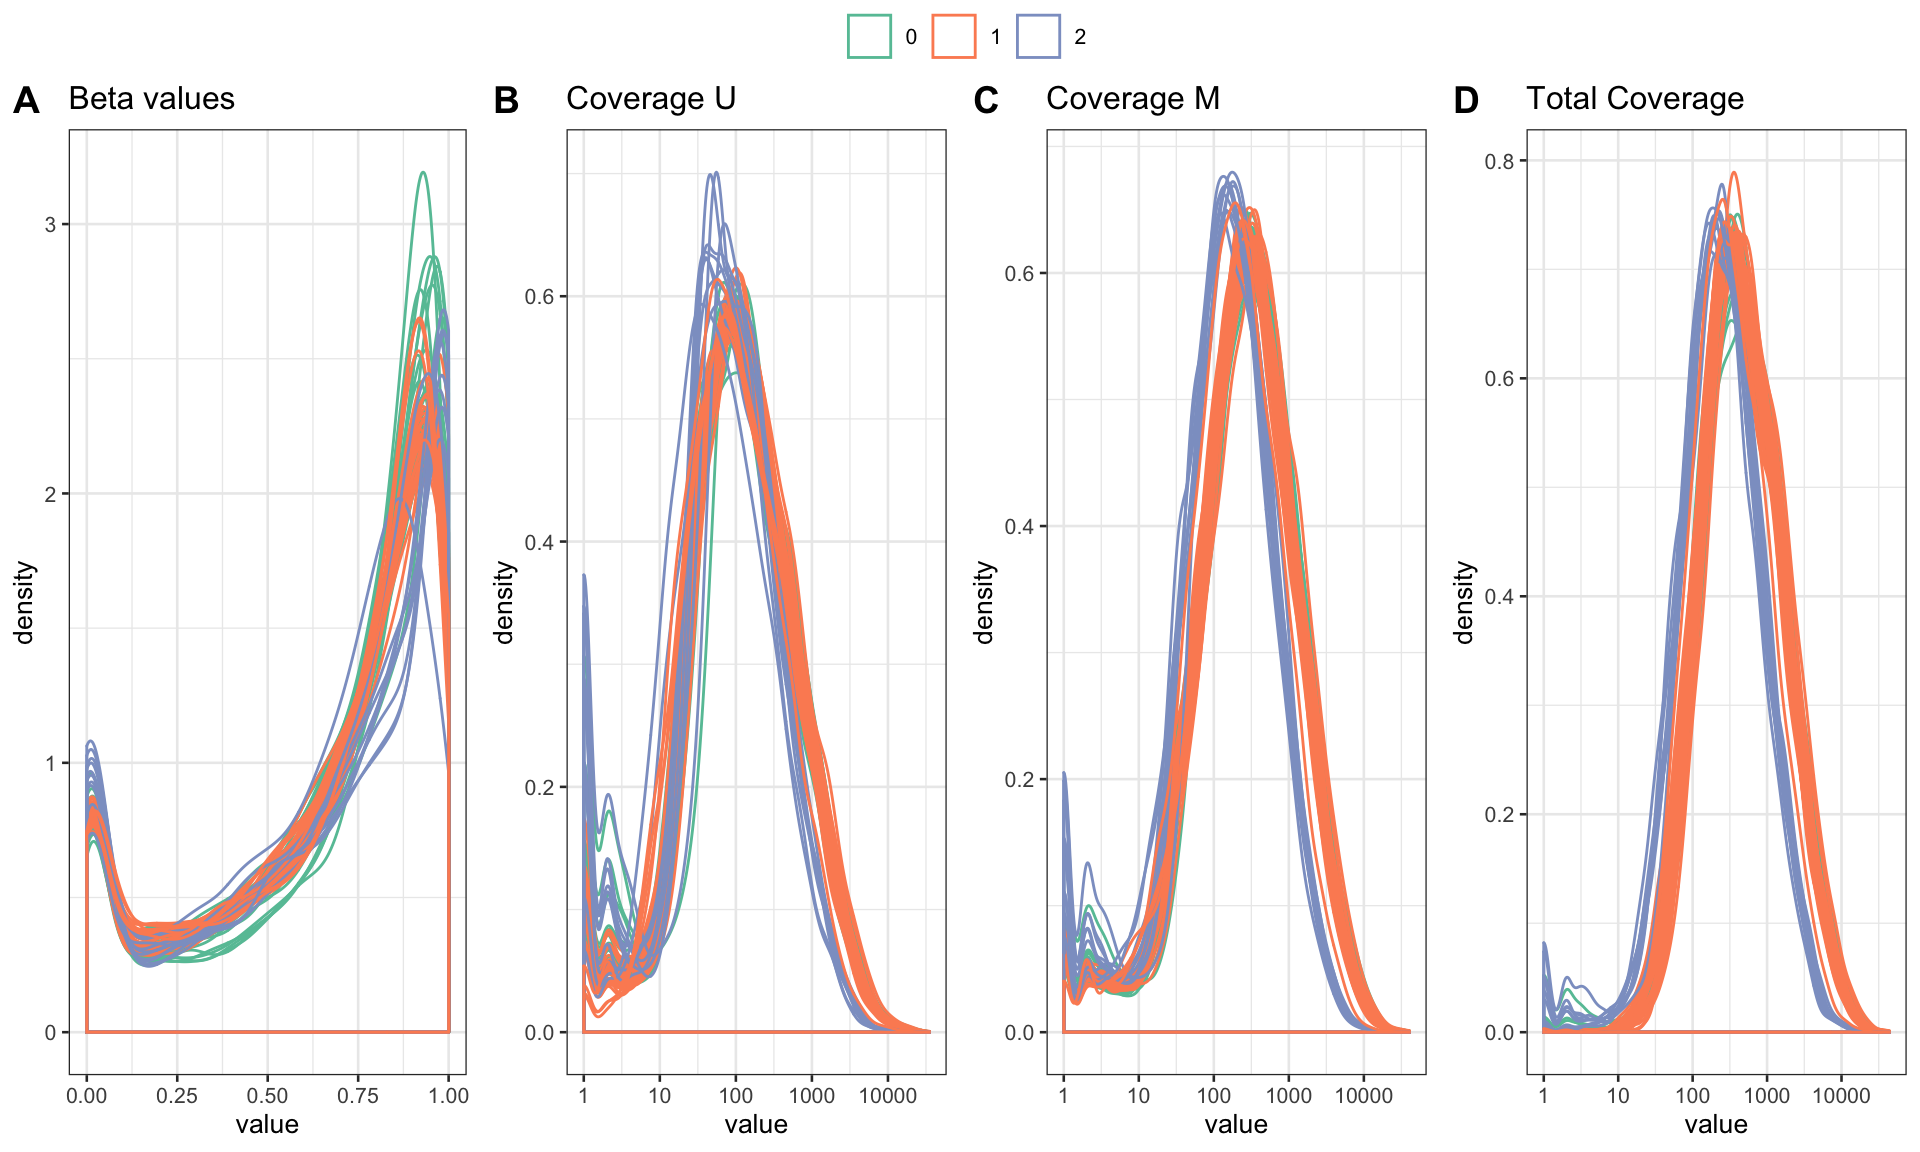 0 1 2
A Beta values
density
3
2
1
0
0.00 0.25 0.50 0.75 1.00
value
B Coverage U
density
0.6
0.4
0.2
0.0
1 10 100 1000 10000
value
C Coverage M
density
0.6
0.4
0.2
0.0
1 10 100 1000 10000
value
D Total Coverage
density
0.8
0.6
0.4
0.2
0.0
1 10 100 1000 10000
value